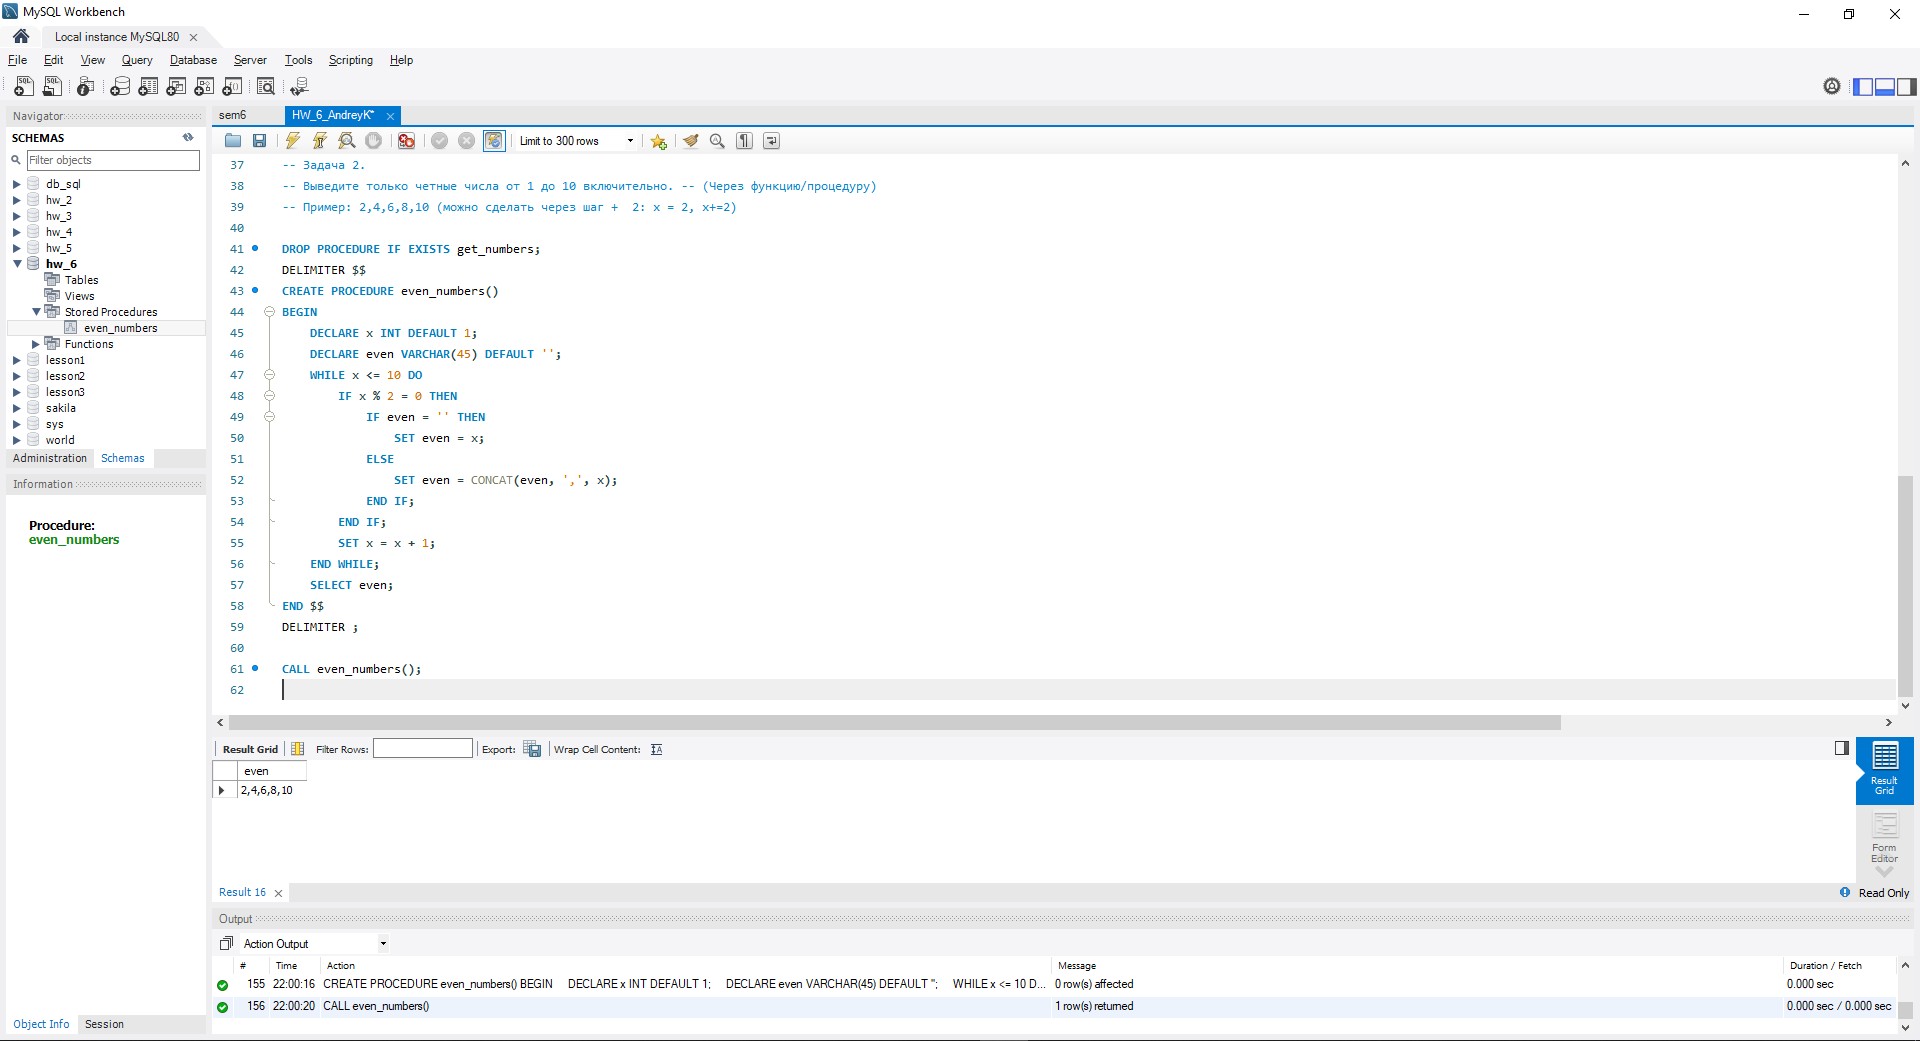 MySQL Workbench
Local instance MySQL80
File Edit View Query Database Server Tools Scripting Help
Navigator
SCHEMAS
Filter objects
db_sql
hw_2
hw_3
hw_4
hw_5
hw_6
Tables
Views
Stored Procedures
even_numbers
Functions
lesson1
lesson2
lesson3
sakila
sys
world
Administration Schemas
Information
Procedure:
even_numbers
Object Info Session
sem6 HW_6_AndreyK*
Limit to 300 rows
37 -- Задача 2.
38 -- Выведите только четные числа от 1 до 10 включительно. -- (Через функцию/процедуру)
39 -- Пример: 2,4,6,8,10 (можно сделать через шаг +  2: x = 2, x+=2)
40
41 DROP PROCEDURE IF EXISTS get_numbers;
42 DELIMITER $$
43 CREATE PROCEDURE even_numbers()
44 BEGIN
45     DECLARE x INT DEFAULT 1;
46     DECLARE even VARCHAR(45) DEFAULT '';
47     WHILE x <= 10 DO
48         IF x % 2 = 0 THEN
49             IF even = '' THEN
50                 SET even = x;
51             ELSE
52                 SET even = CONCAT(even, ',', x);
53             END IF;
54         END IF;
55         SET x = x + 1;
56     END WHILE;
57     SELECT even;
58 END $$
59 DELIMITER ;
60
61 CALL even_numbers();
62
Result Grid Filter Rows: Export: Wrap Cell Content:
even
2,4,6,8,10
Result Grid
Form Editor
Result 16
Read Only
Output
Action Output
# Time Action Message Duration / Fetch
155 22:00:16 CREATE PROCEDURE even_numbers() BEGIN     DECLARE x INT DEFAULT 1;     DECLARE even VARCHAR(45) DEFAULT '';     WHILE x <= 10 D... 0 row(s) affected 0.000 sec
156 22:00:20 CALL even_numbers() 1 row(s) returned 0.000 sec / 0.000 sec